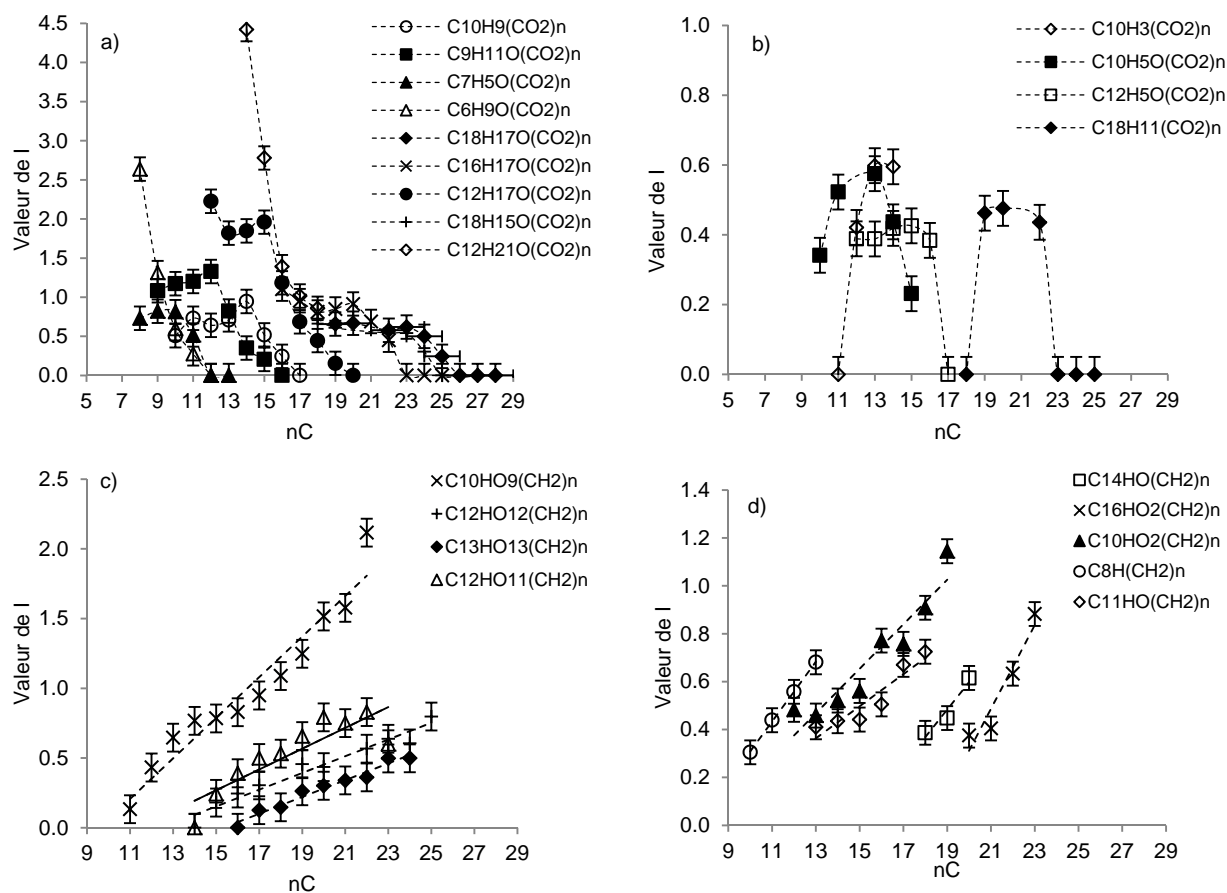 a)
4.5
4.0
3.5
3.0
2.5
2.0
1.5
1.0
0.5
0.0
Valeur de I
5 7 9 11 13 15 17 19 21 23 25 27 29
nC
C10H9(CO2)n
C9H11O(CO2)n
C7H5O(CO2)n
C6H9O(CO2)n
C18H17O(CO2)n
C16H17O(CO2)n
C12H17O(CO2)n
C18H15O(CO2)n
C12H21O(CO2)n
b)
1.0
0.8
0.6
0.4
0.2
0.0
Valeur de I
5 7 9 11 13 15 17 19 21 23 25 27 29
nC
C10H3(CO2)n
C10H5O(CO2)n
C12H5O(CO2)n
C18H11(CO2)n
c)
2.5
2.0
1.5
1.0
0.5
0.0
Valeur de I
9 11 13 15 17 19 21 23 25 27 29
nC
C10HO9(CH2)n
C12HO12(CH2)n
C13HO13(CH2)n
C12HO11(CH2)n
d)
1.4
1.2
1.0
0.8
0.6
0.4
0.2
0.0
Valeur de I
9 11 13 15 17 19 21 23 25 27 29
nC
C14HO(CH2)n
C16HO2(CH2)n
C10HO2(CH2)n
C8H(CH2)n
C11HO(CH2)n